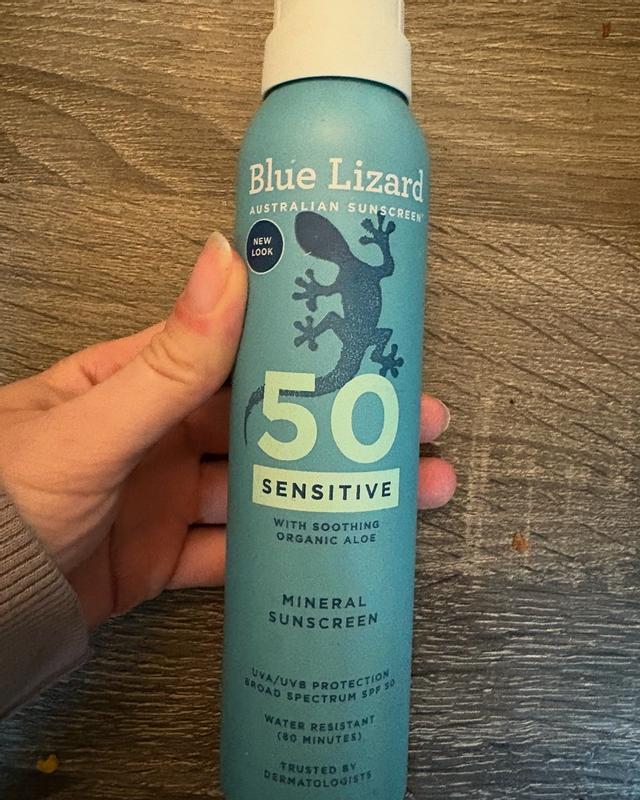 Blue Lizard
AUSTRALIAN SUNSCREEN
NEW
LOOK
50
SENSITIVE
WITH SOOTHING
ORGANIC ALOE
MINERAL
SUNSCREEN
UVA/UVB PROTECTION
BROAD SPECTRUM SPF 50
WATER RESISTANT
(80 MINUTES)
TRUSTED BY
DERMATOLOGISTS